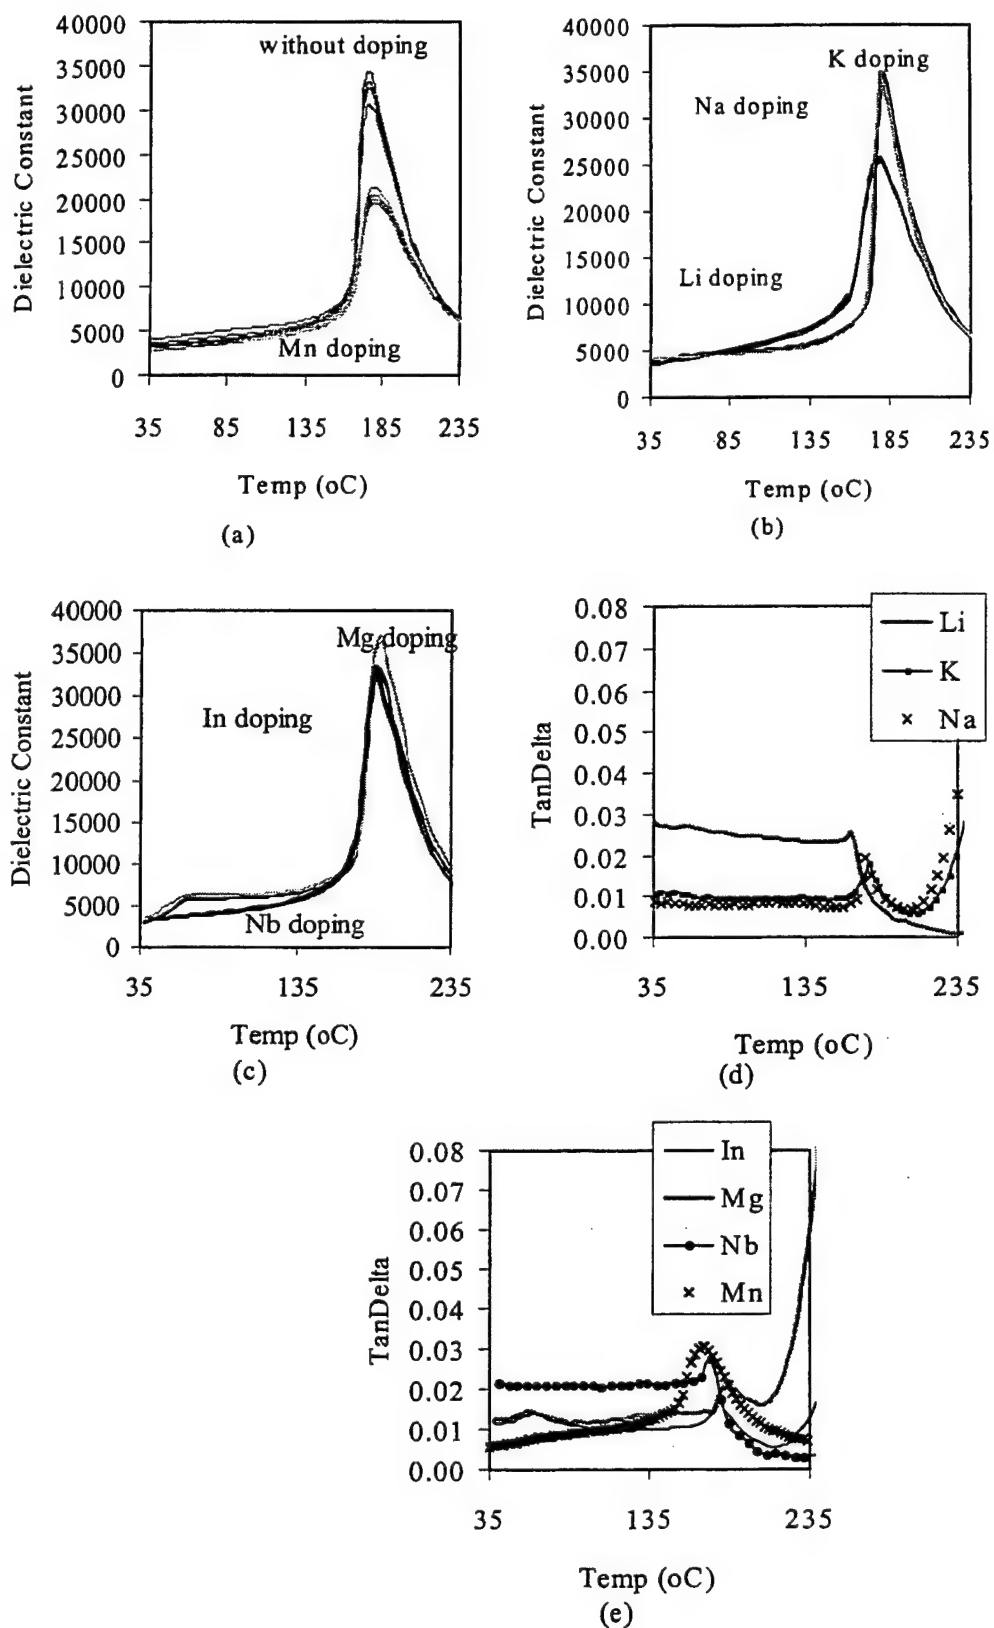 40000
35000
30000
25000
20000
15000
10000
5000
0
Dielectric Constant
without doping
Mn doping
35 85 135 185 235
Temp (oC)
(a)
40000
35000
30000
25000
20000
15000
10000
5000
0
Dielectric Constant
K doping
Na doping
Li doping
35 85 135 185 235
Temp (oC)
(b)
40000
35000
30000
25000
20000
15000
10000
5000
0
Dielectric Constant
Mg doping
In doping
Nb doping
35 135 235
Temp (oC)
(c)
0.08
0.07
0.06
0.05
0.04
0.03
0.02
0.01
0.00
TanDelta
Li
K
Na
35 135 235
Temp (oC)
(d)
0.08
0.07
0.06
0.05
0.04
0.03
0.02
0.01
0.00
TanDelta
In
Mg
Nb
Mn
35 135 235
Temp (oC)
(e)